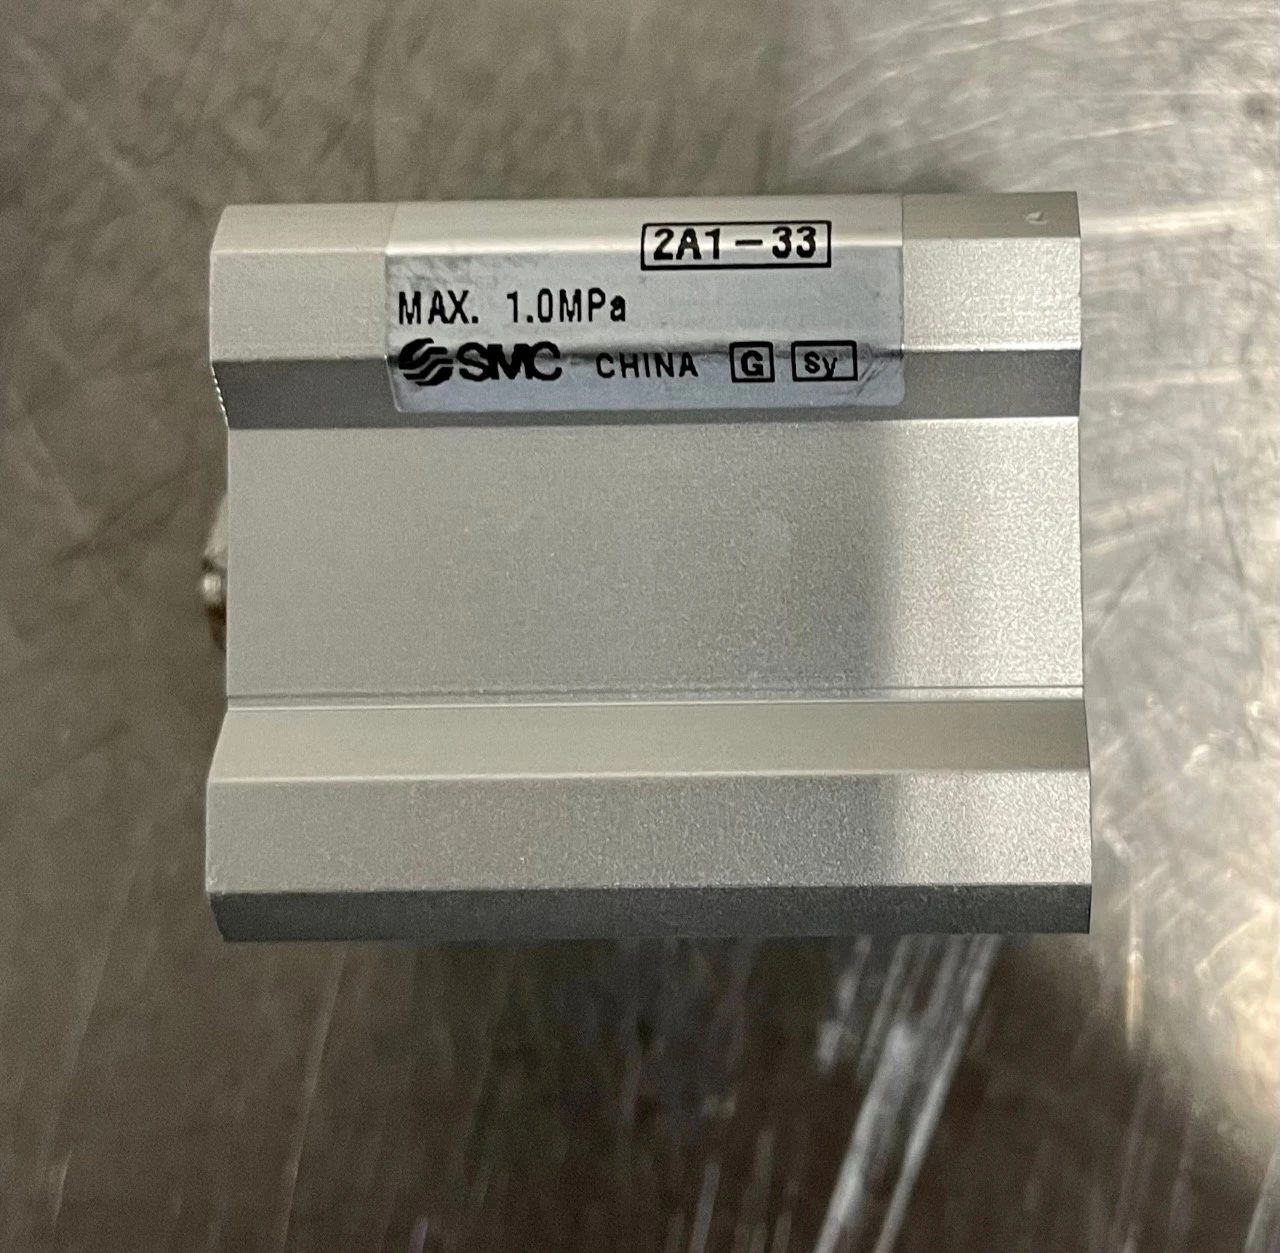 2A1-33
MAX. 1.0MPa
SMC CHINA G Sy